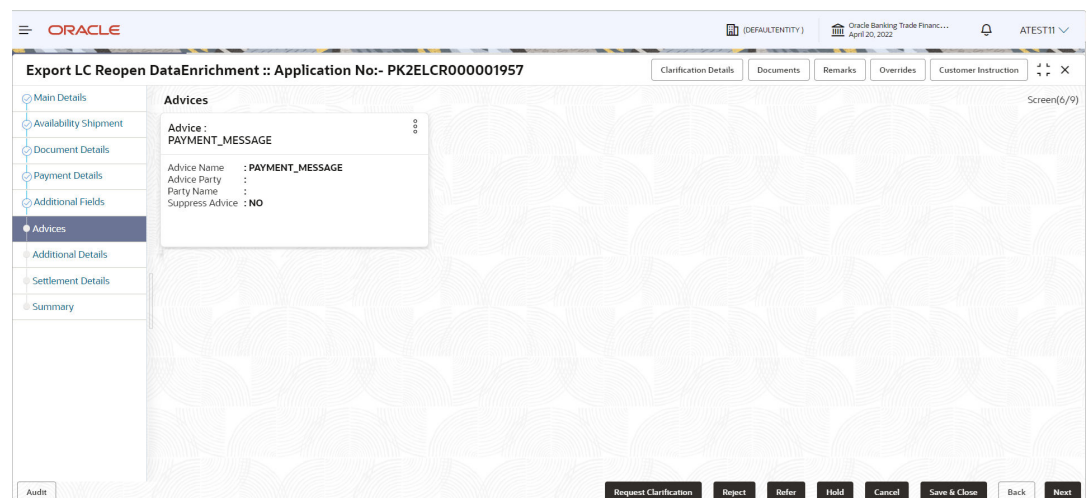 ORACLE
(DEFAULTENTITY)
Oracle Banking Trade Financ...
April 20, 2022
ATEST11
Export LC Reopen DataEnrichment :: Application No:- PK2ELCR000001957
Clarification Details
Documents
Remarks
Overrides
Customer Instruction
Main Details
Availability Shipment
Document Details
Payment Details
Additional Fields
Advices
Additional Details
Settlement Details
Summary
Advices
Screen(6/9)
Advice :
PAYMENT_MESSAGE
Advice Name : PAYMENT_MESSAGE
Advice Party :
Party Name :
Suppress Advice : NO
Audit
Request Clarification
Reject
Refer
Hold
Cancel
Save & Close
Back
Next